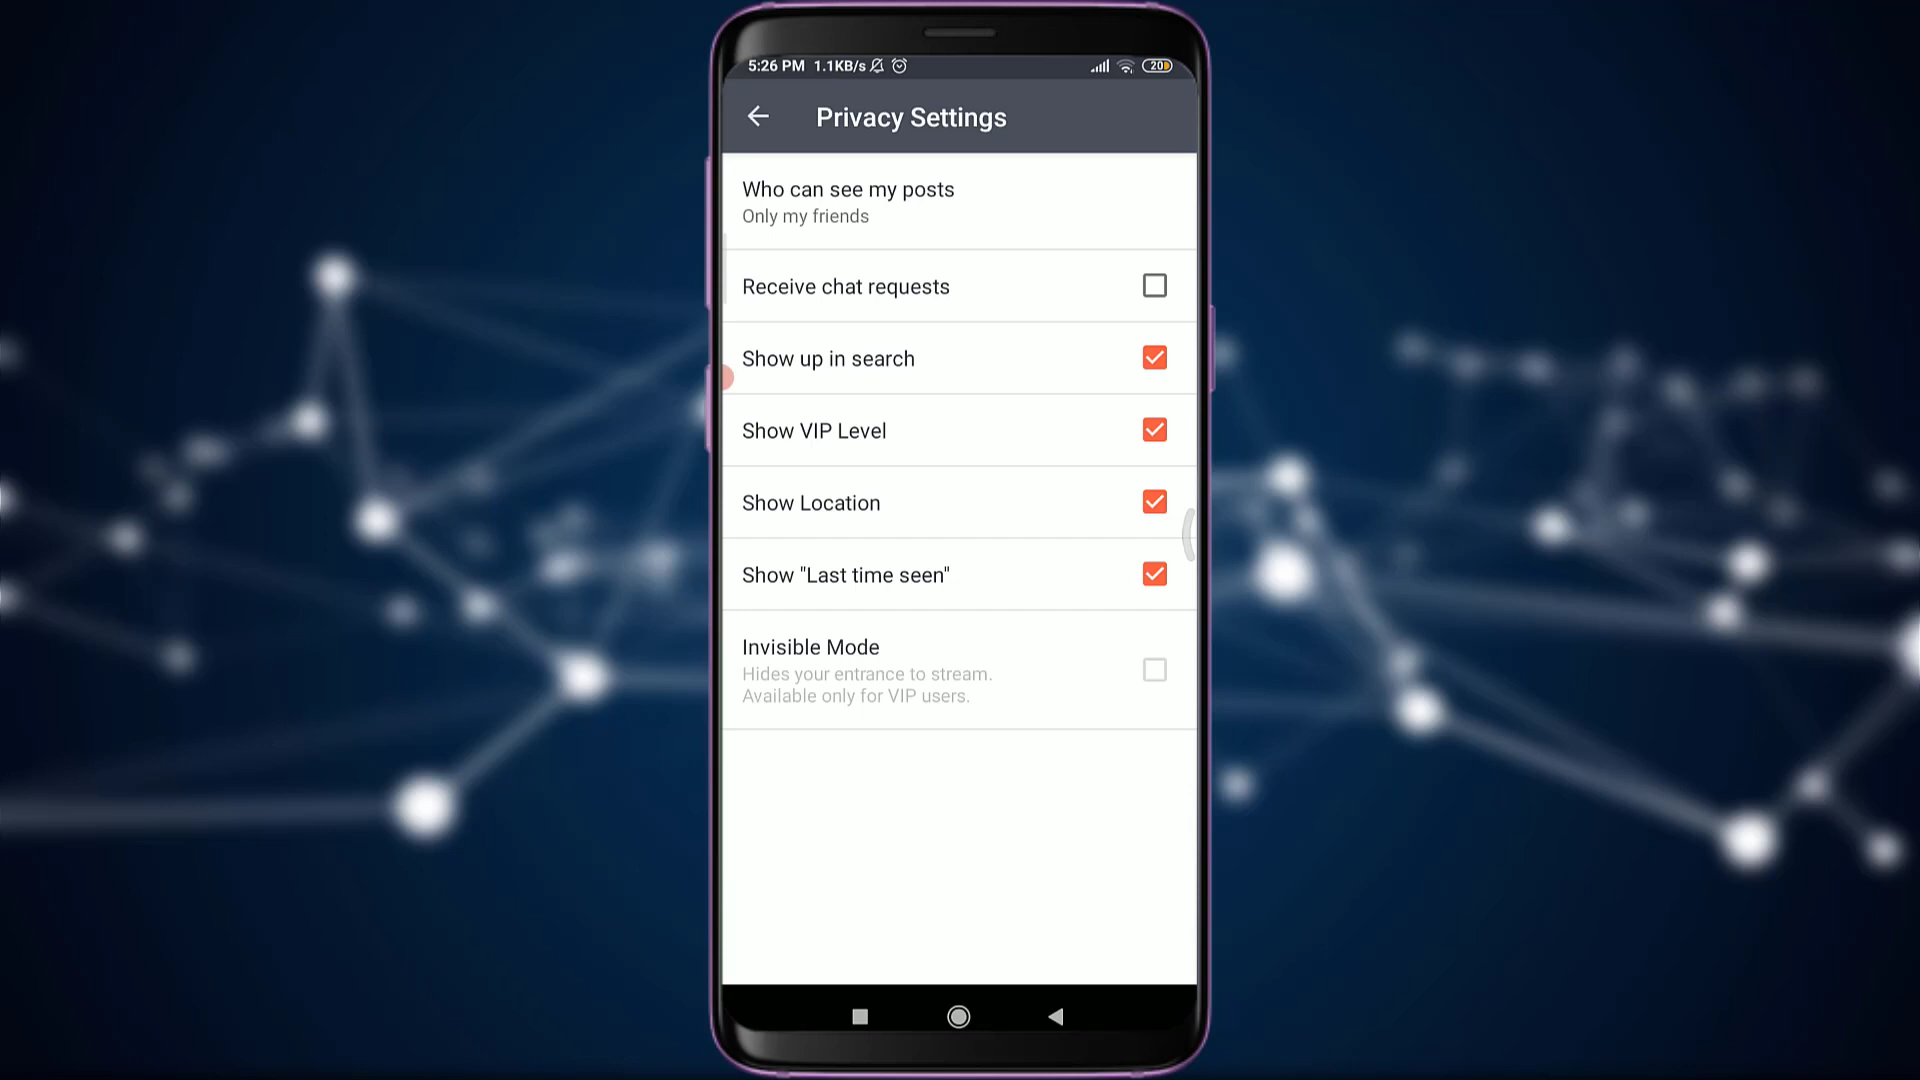 5:26 PM 1.1KB/s 20
Privacy Settings
Who can see my posts
Only my friends
Receive chat requests
Show up in search
Show VIP Level
Show Location
Show "Last time seen"
Invisible Mode
Hides your entrance to stream.
Available only for VIP users.